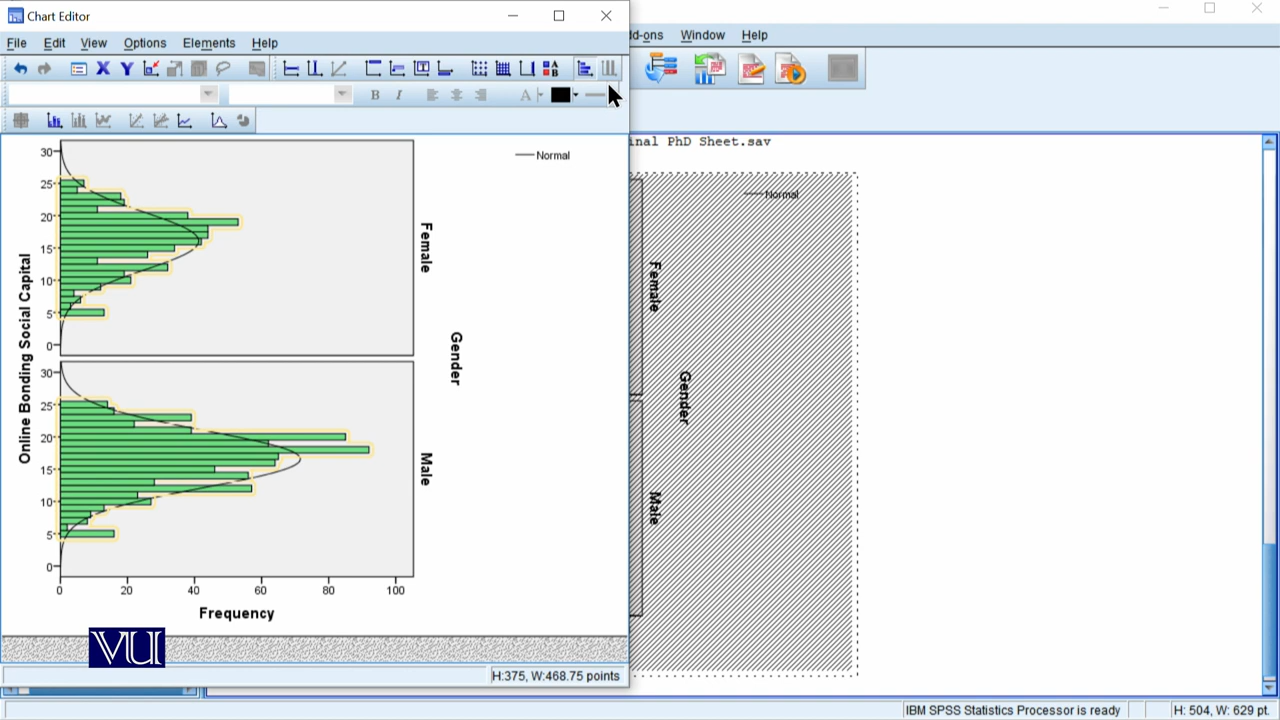 Chart Editor
File Edit View Options Elements Help
B I A
30
25
20
15
10
5
0
Online Bonding Social Capital
Normal
Female
Gender
30
25
20
15
10
5
0
Male
0 20 40 60 80 100
Frequency
VU
H:375, W:468.75 points
d-ons Window Help
inal PhD Sheet.sav
Normal
Female
Gender
Male
IBM SPSS Statistics Processor is ready
H: 504, W: 629 pt.